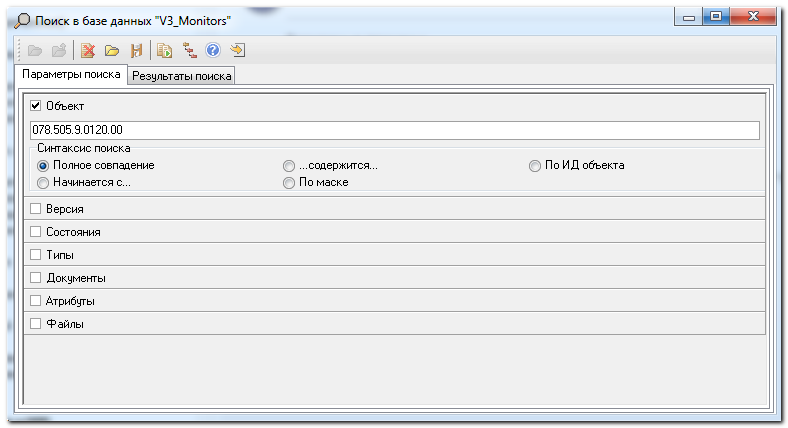 Поиск в базе данных "V3_Monitors"
Параметры поиска Результаты поиска
Объект
078.505.9.0120.00
Синтаксис поиска
Полное совпадение ...содержится... По ИД объекта
Начинается с... По маске
Версия
Состояния
Типы
Документы
Атрибуты
Файлы